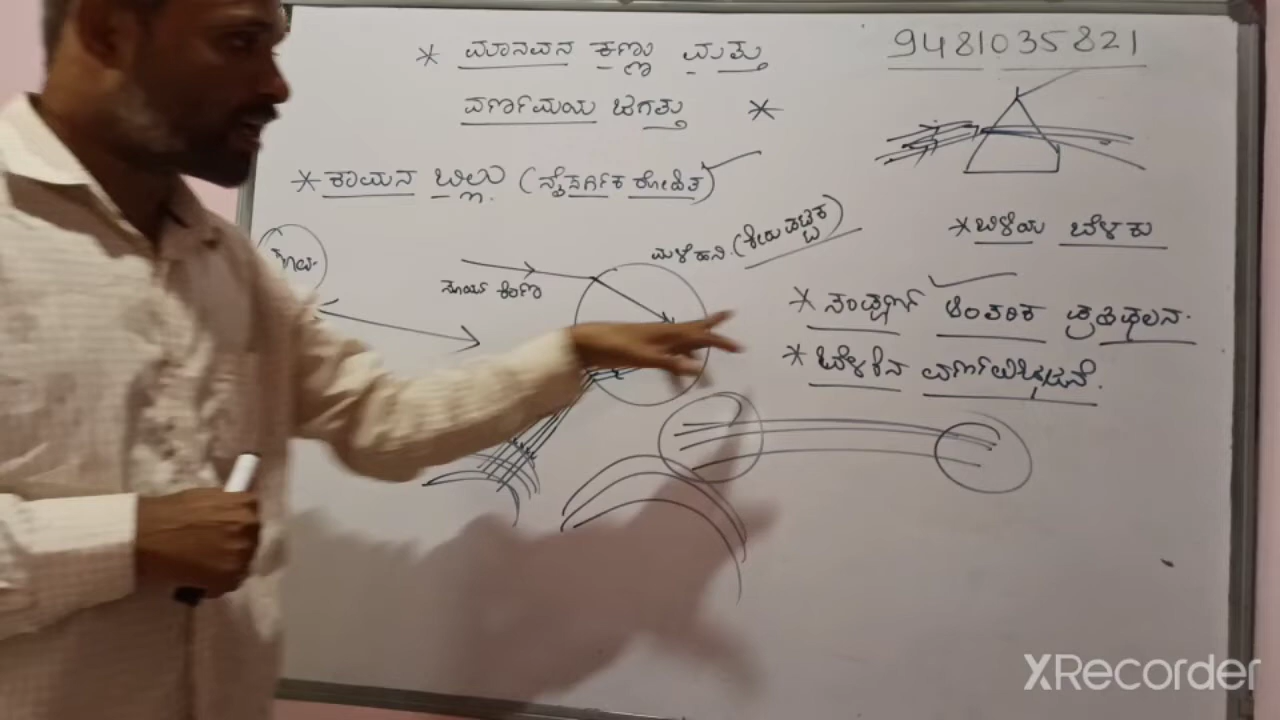 * ಮಾನವನ ಕಣ್ಣು ಮತ್ತು
ವರ್ಣಮಯ ಜಗತ್ತು *
9481035821
* ಕಾಮನ ಬಿಲ್ಲು (ನೈಸರ್ಗಿಕ ರೋಹಿತ)
ಮಳೆ ಹನಿ (ಕಿರು ಪಟ್ಟಕ)
ಸೂರ್ಯ ಕಿರಣ
* ಬಿಳಿಯ ಬೆಳಕು
* ಸಂಪೂರ್ಣ ಆಂತರಿಕ ಪ್ರತಿಫಲನ
* ಬೆಳಕಿನ ವರ್ಣವಿಭಜನೆ.
XRecorder